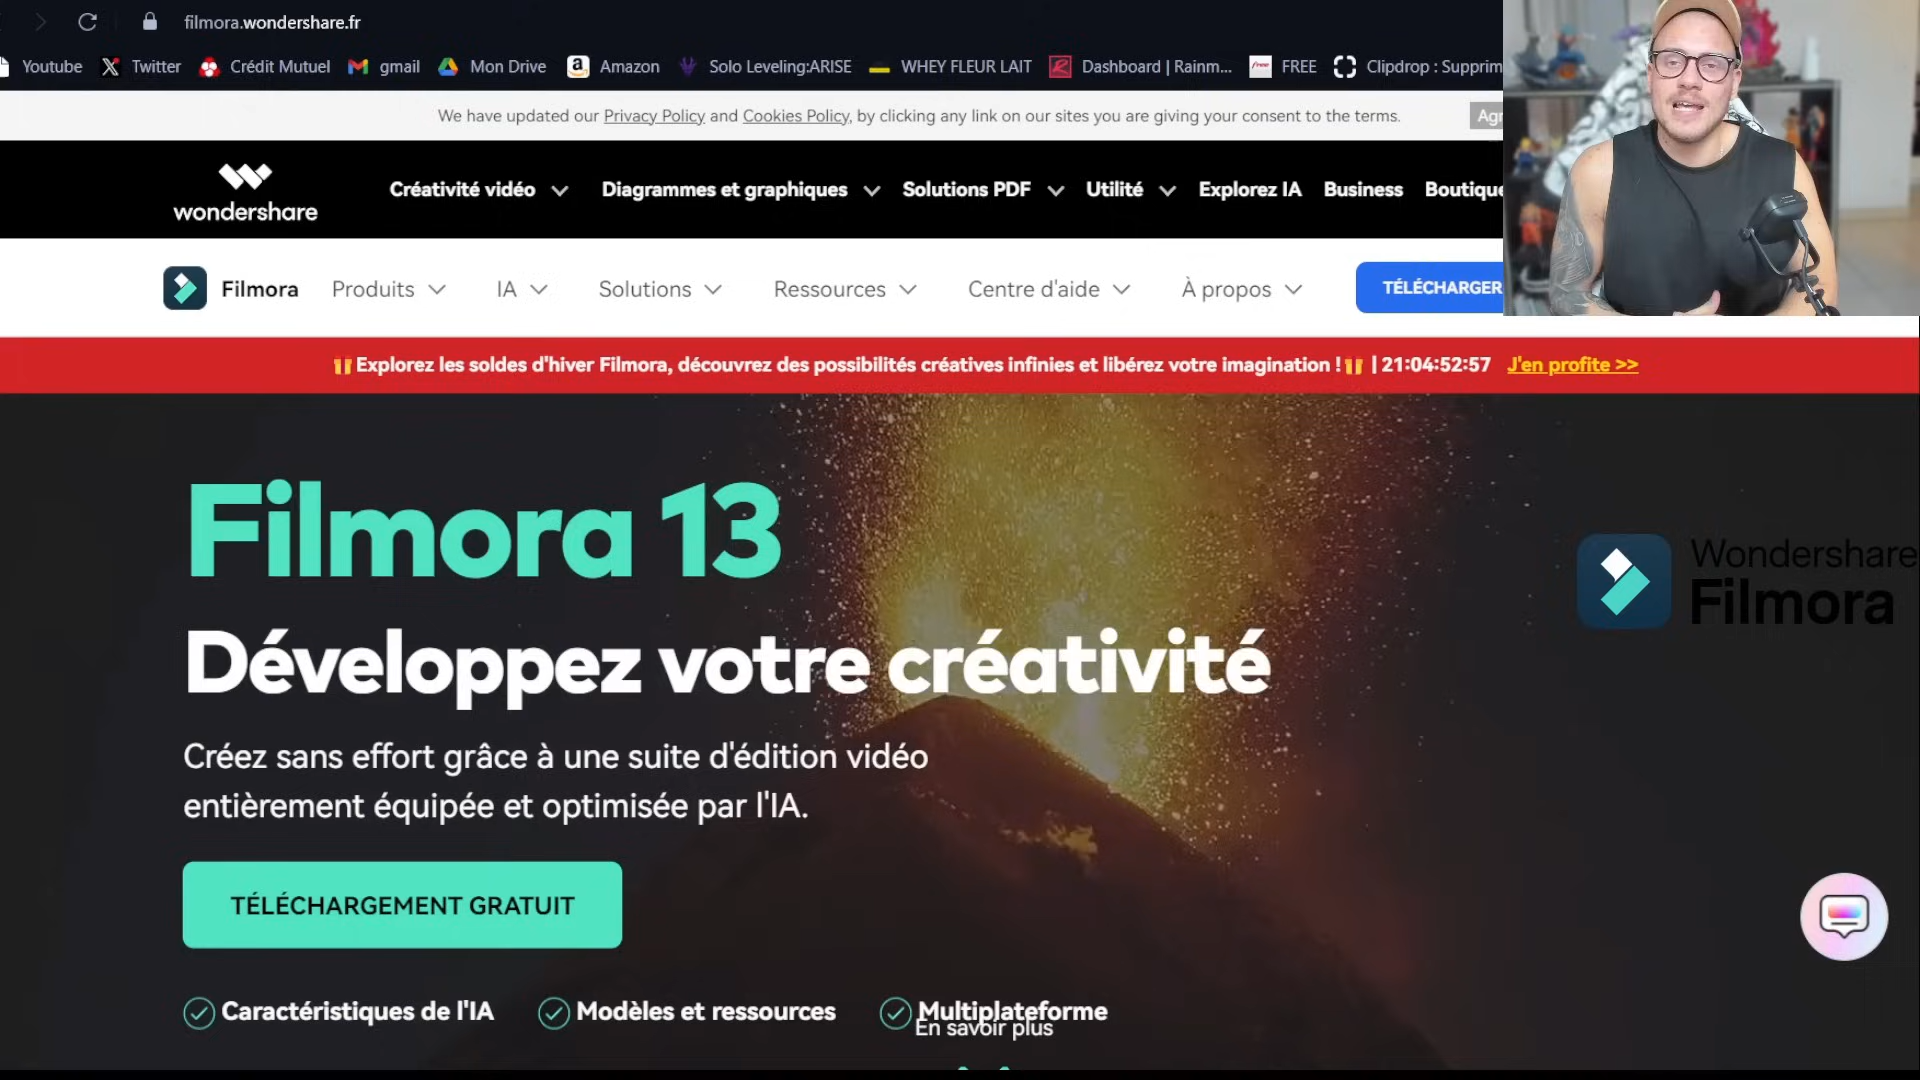 filmora.wondershare.fr
Youtube Twitter Crédit Mutuel gmail Mon Drive Amazon Solo Leveling:ARISE WHEY FLEUR LAIT Dashboard | Rainm... FREE Clipdrop : Supprim
We have updated our Privacy Policy and Cookies Policy, by clicking any link on our sites you are giving your consent to the terms. Agr
wondershare
Créativité vidéo Diagrammes et graphiques Solutions PDF Utilité Explorez IA Business Boutique
Filmora Produits IA Solutions Ressources Centre d'aide À propos TÉLÉCHARGER
Explorez les soldes d'hiver Filmora, découvrez des possibilités créatives infinies et libérez votre imagination ! | 21:04:52:57 J'en profite >>
Filmora 13
Wondershare
Filmora
Développez votre créativité
Créez sans effort grâce à une suite d'édition vidéo
entièrement équipée et optimisée par l'IA.
TÉLÉCHARGEMENT GRATUIT
Caractéristiques de l'IA Modèles et ressources Multiplateforme
En savoir plus